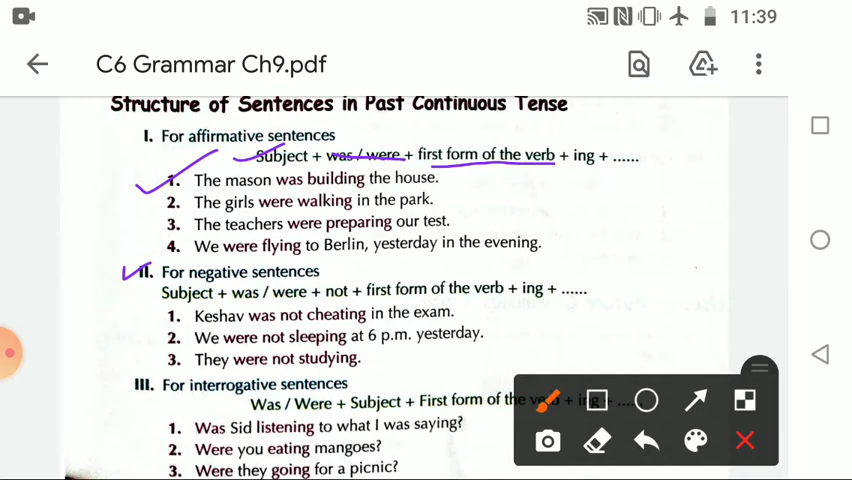 11:39
C6 Grammar Ch9.pdf
Structure of Sentences in Past Continuous Tense
I. For affirmative sentences
Subject + was / were + first form of the verb + ing + ......
1. The mason was building the house.
2. The girls were walking in the park.
3. The teachers were preparing our test.
4. We were flying to Berlin, yesterday in the evening.
II. For negative sentences
Subject + was / were + not + first form of the verb + ing + ......
1. Keshav was not cheating in the exam.
2. We were not sleeping at 6 p.m. yesterday.
3. They were not studying.
III. For interrogative sentences
Was / Were + Subject + First form of the verb + ing + ......
1. Was Sid listening to what I was saying?
2. Were you eating mangoes?
3. Were they going for a picnic?